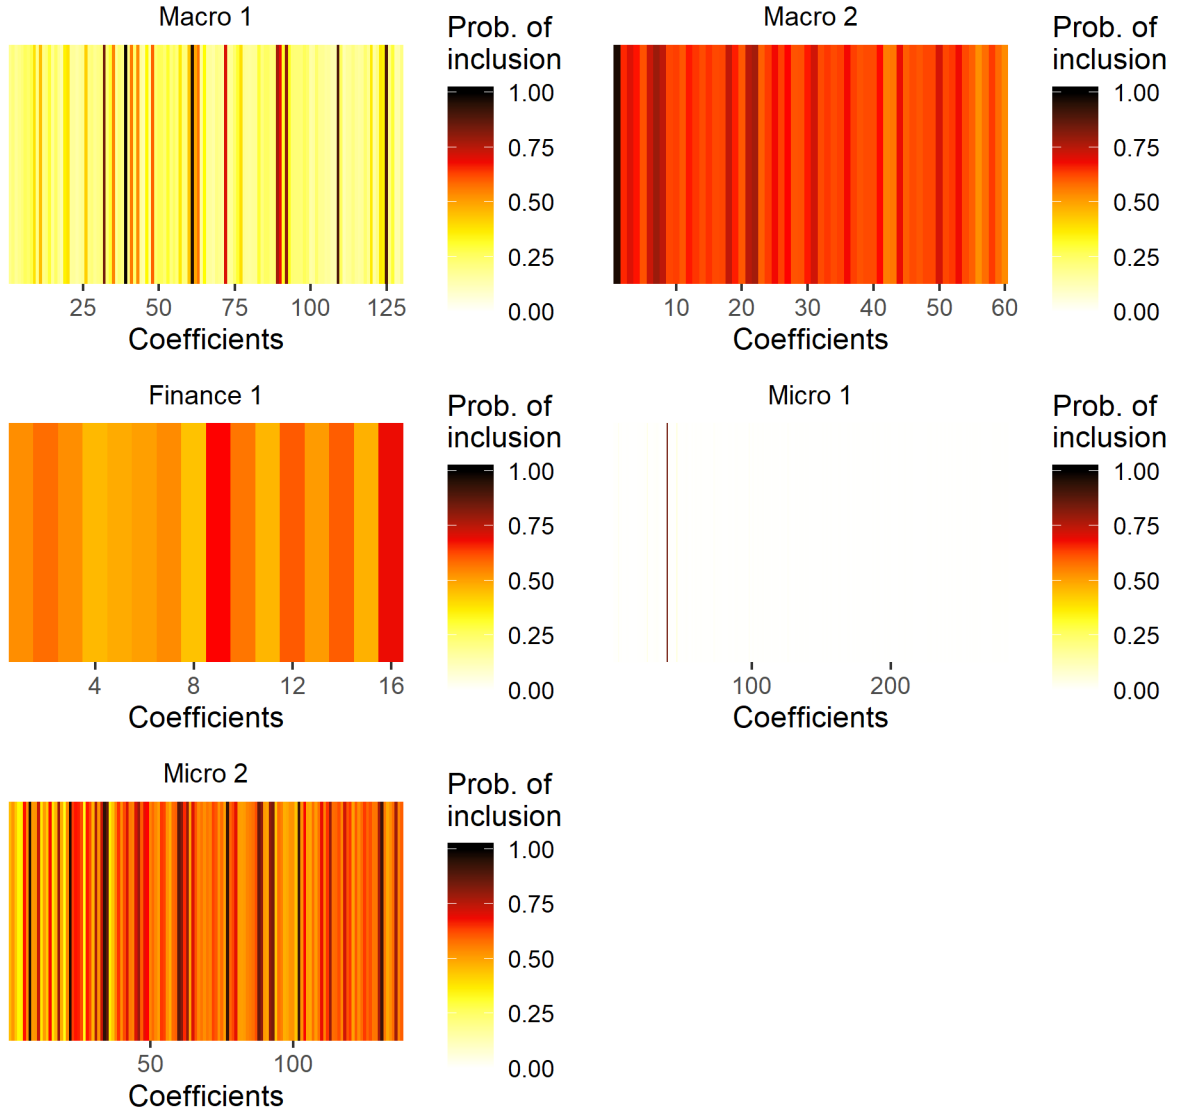 Macro 1
Prob. of
inclusion
1.00
0.75
0.50
0.25
0.00
25 50 75 100 125
Coefficients
Macro 2
Prob. of
inclusion
1.00
0.75
0.50
0.25
0.00
10 20 30 40 50 60
Coefficients
Finance 1
Prob. of
inclusion
1.00
0.75
0.50
0.25
0.00
4 8 12 16
Coefficients
Micro 1
Prob. of
inclusion
1.00
0.75
0.50
0.25
0.00
100 200
Coefficients
Micro 2
Prob. of
inclusion
1.00
0.75
0.50
0.25
0.00
50 100
Coefficients